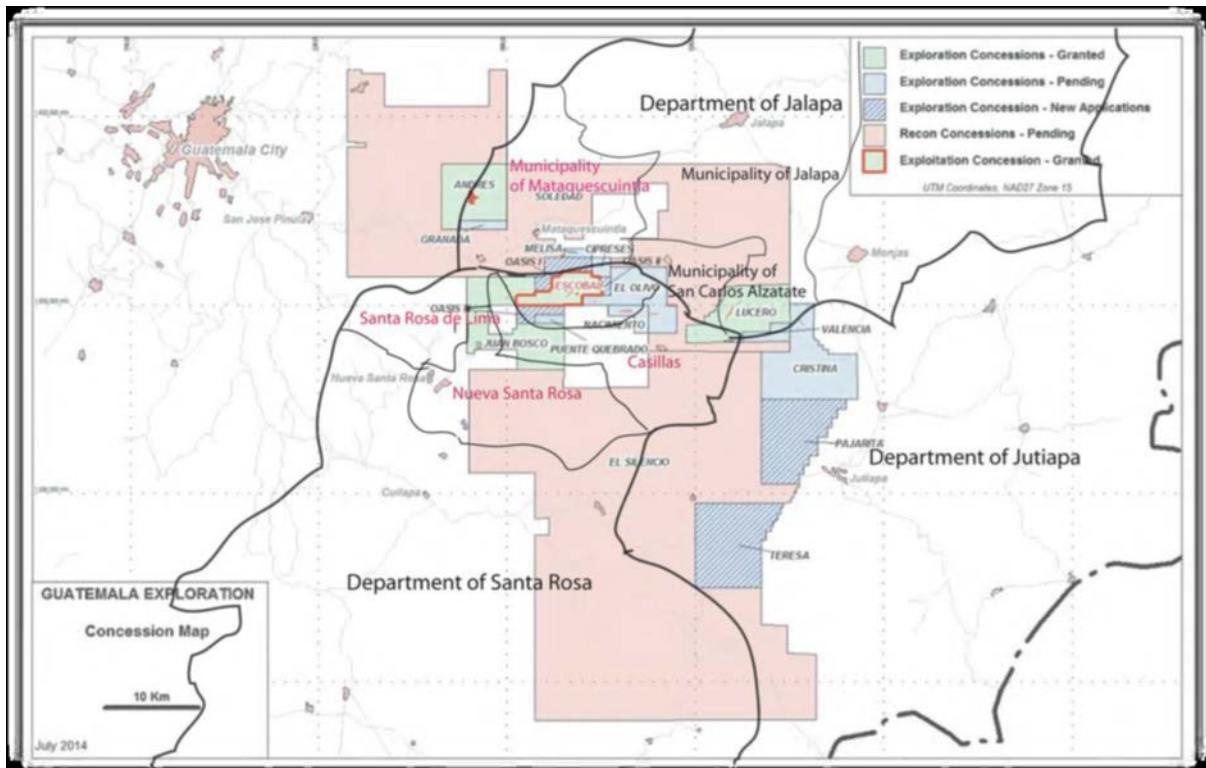 Exploration Concessions - Granted
Exploration Concessions - Pending
Exploration Concession - New Applications
Recon Concessions - Pending
Exploitation Concession - Granted
UTM Coordinates, NAD27 Zone 15
Department of Jalapa
Jalapa
Guatemala City
Municipality
of Mataquescuintla
Municipality of Jalapa
ANDRES
SOLEDAD
San Jose Pinula
GRANADA
Mataquescuintla
MELISA
CIPRESES
Monjas
OASIS I
OASIS II
Municipality of
San Carlos Alzatate
ESCOBAL
EL OLIVO
OASIS
LUCERO
Santa Rosa de Lima
NACIMIENTO
VALENCIA
JUAN BOSCO
PUENTE QUEBRADO
Casillas
CRISTINA
Nueva Santa Rosa
Nueva Santa Rosa
PAJARITA
Department of Jutiapa
EL SILENCIO
Jutiapa
Cuilapa
TERESA
Department of Santa Rosa
GUATEMALA EXPLORATION
Concession Map
10 Km
July 2014